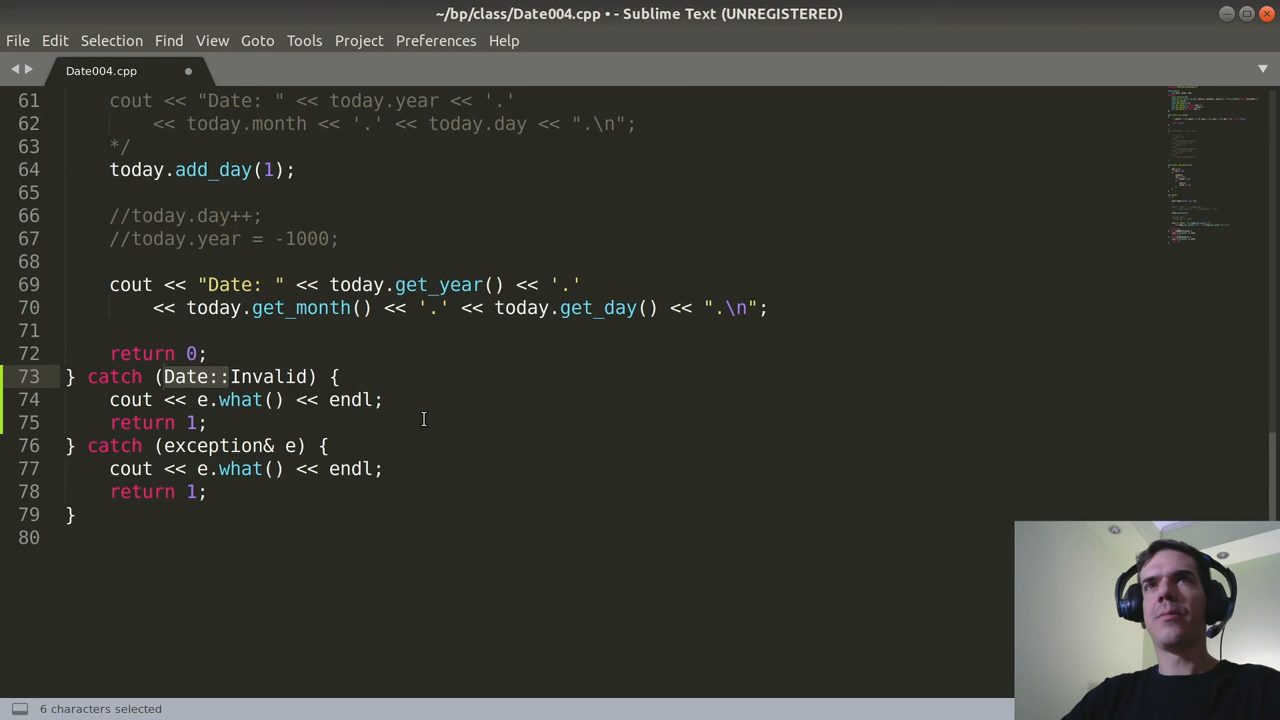 ~/bp/class/Date004.cpp • - Sublime Text (UNREGISTERED)
File Edit Selection Find View Goto Tools Project Preferences Help
Date004.cpp
61 cout << "Date: " << today.year << '.'
62 << today.month << '.' << today.day << ".\n";
63 */
64 today.add_day(1);
65
66 //today.day++;
67 //today.year = -1000;
68
69 cout << "Date: " << today.get_year() << '.'
70 << today.get_month() << '.' << today.get_day() << ".\n";
71
72 return 0;
73 } catch (Date::Invalid) {
74 cout << e.what() << endl;
75 return 1;
76 } catch (exception& e) {
77 cout << e.what() << endl;
78 return 1;
79 }
80
6 characters selected